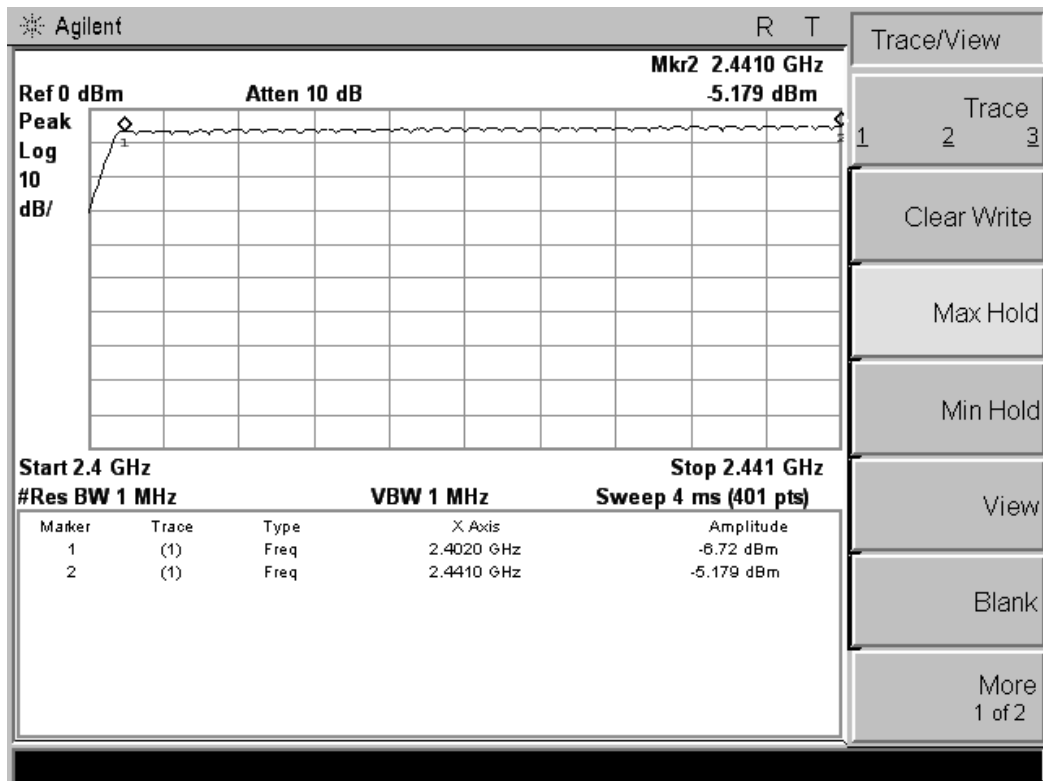 Agilent R T
Mkr2 2.4410 GHz
Ref 0 dBm Atten 10 dB -5.179 dBm
Peak
Log
10
dB/
1
2
Start 2.4 GHz Stop 2.441 GHz
#Res BW 1 MHz VBW 1 MHz Sweep 4 ms (401 pts)
Marker Trace Type X Axis Amplitude
1 (1) Freq 2.4020 GHz -6.72 dBm
2 (1) Freq 2.4410 GHz -5.179 dBm
Trace/View
Trace
1 2 3
Clear Write
Max Hold
Min Hold
View
Blank
More
1 of 2